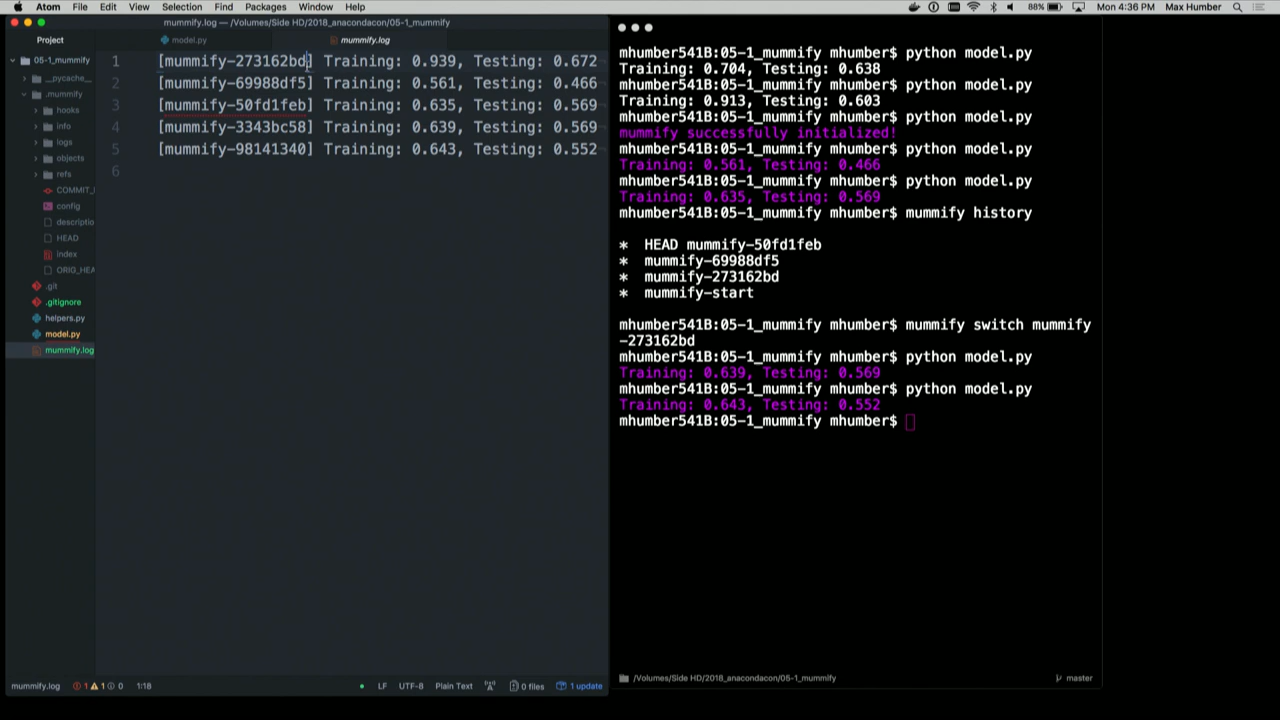 Atom File Edit View Selection Find Packages Window Help
88% Mon 4:36 PM Max Humber
mummify.log — /Volumes/Side HD/2018_anacondacon/05-1_mummify
Project
model.py
mummify.log
05-1_mummify
__pycache_
.mummify
hooks
info
logs
objects
refs
COMMIT_
config
descriptio
HEAD
index
ORIG_HEA
.git
.gitignore
helpers.py
model.py
mummify.log
1 [mummify-273162bd] Training: 0.939, Testing: 0.672
2 [mummify-69988df5] Training: 0.561, Testing: 0.466
3 [mummify-50fd1feb] Training: 0.635, Testing: 0.569
4 [mummify-3343bc58] Training: 0.639, Testing: 0.569
5 [mummify-98141340] Training: 0.643, Testing: 0.552
6
mummify.log 1 1 0 1:18 LF UTF-8 Plain Text 0 files 1 update
mhumber541B:05-1_mummify mhumber$ python model.py
Training: 0.704, Testing: 0.638
mhumber541B:05-1_mummify mhumber$ python model.py
Training: 0.913, Testing: 0.603
mummify successfully initialized!
mhumber541B:05-1_mummify mhumber$ python model.py
Training: 0.561, Testing: 0.466
mhumber541B:05-1_mummify mhumber$ python model.py
Training: 0.635, Testing: 0.569
mhumber541B:05-1_mummify mhumber$ mummify history
* HEAD mummify-50fd1feb
* mummify-69988df5
* mummify-273162bd
* mummify-start
mhumber541B:05-1_mummify mhumber$ mummify switch mummify
-273162bd
mhumber541B:05-1_mummify mhumber$ python model.py
Training: 0.639, Testing: 0.569
mhumber541B:05-1_mummify mhumber$ python model.py
Training: 0.643, Testing: 0.552
mhumber541B:05-1_mummify mhumber$
/Volumes/Side HD/2018_anacondacon/05-1_mummify
master